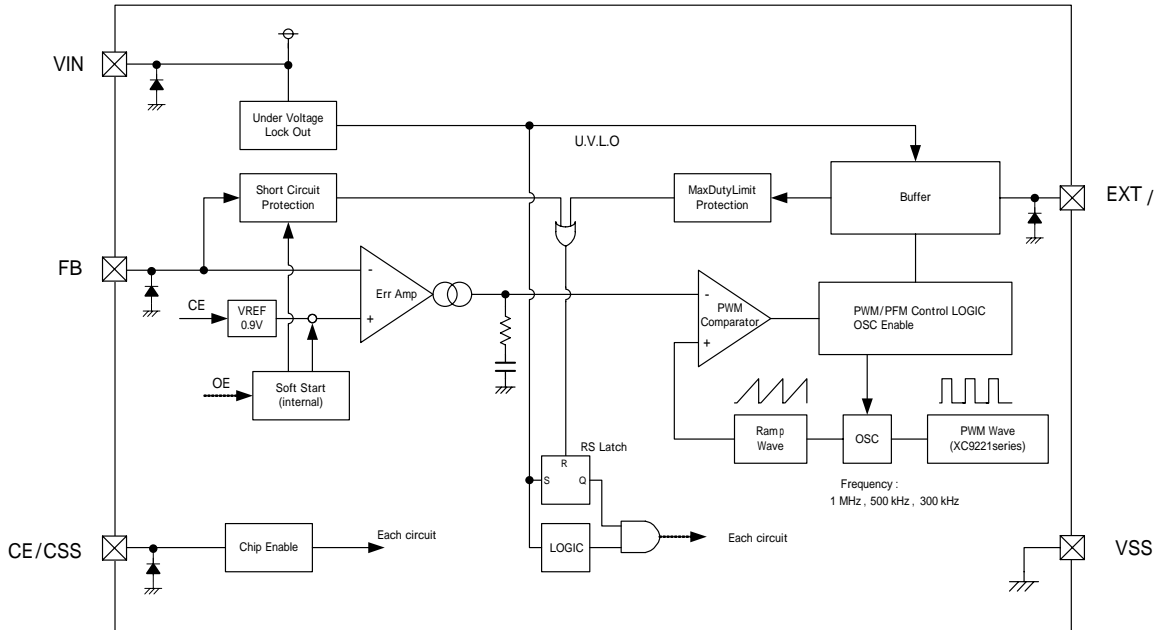 VIN
Under Voltage
Lock Out
U.V.L.O
Short Circuit
Protection
MaxDutyLimit
Protection
Buffer
EXT /
FB
-
Err Amp
+
CE
VREF
0.9V
-
PWM
Comparator
+
PWM/PFM Control LOGIC
OSC Enable
OE
Soft Start
(internal)
Ramp
Wave
OSC
PWM Wave
(XC9221series)
RS Latch
R
S
Q
Frequency :
1 MHz , 500 kHz , 300 kHz
CE/CSS
Chip Enable
Each circuit
LOGIC
Each circuit
VSS